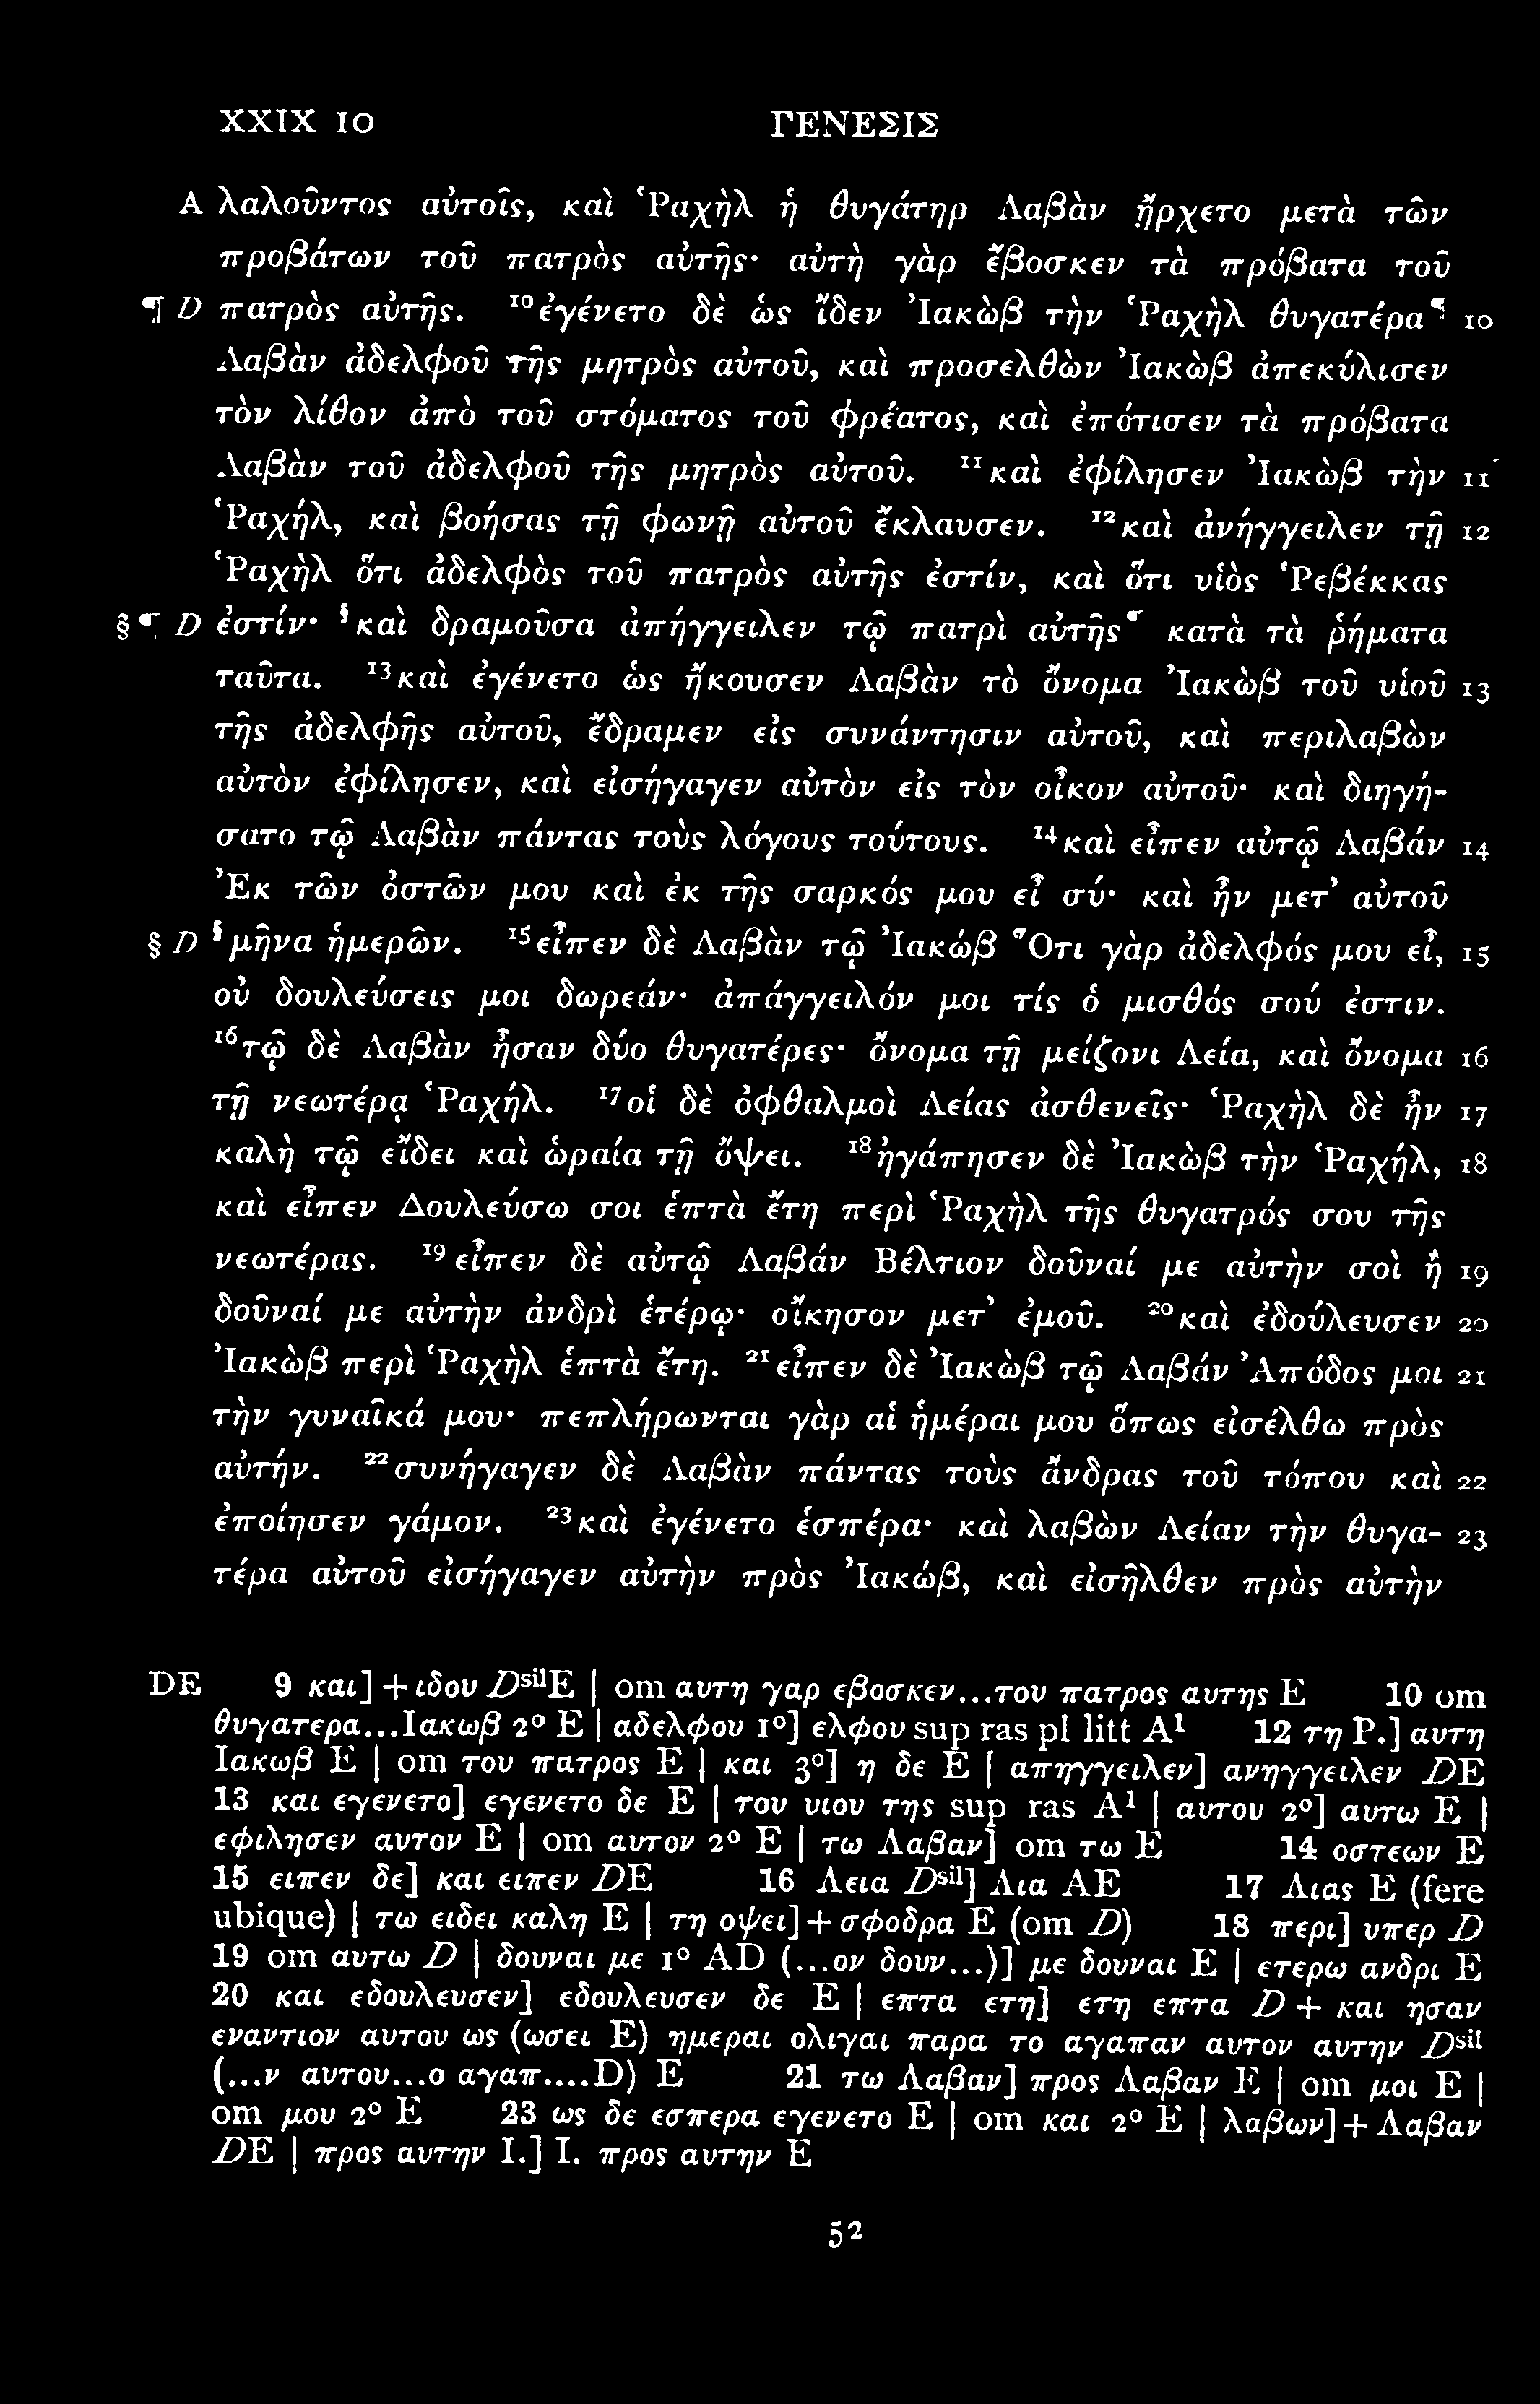 XXIX 10 ΓΕΝΕΣΙΣ
A λαλοῦντος αὐτοῖς, καὶ Ῥαχὴλ ἡ θυγάτηρ Λαβὰν ἤρχετο μετὰ τῶν
προβάτων τοῦ πατρὸς αὐτῆς· αὐτὴ γὰρ ἔβοσκεν τὰ πρόβατα τοῦ
¶ D πατρὸς αὐτῆς. ¹⁰ἐγένετο δὲ ὡς ἴδεν Ἰακὼβ τὴν Ῥαχὴλ θυγατέρα¶ 10
Λαβὰν ἀδελφοῦ τῆς μητρὸς αὐτοῦ, καὶ προσελθὼν Ἰακὼβ ἀπεκύλισεν
τὸν λίθον ἀπὸ τοῦ στόματος τοῦ φρέατος, καὶ ἐπότισεν τὰ πρόβατα
Λαβὰν τοῦ ἀδελφοῦ τῆς μητρὸς αὐτοῦ. ¹¹καὶ ἐφίλησεν Ἰακὼβ τὴν 11
Ῥαχήλ, καὶ βοήσας τῇ φωνῇ αὐτοῦ ἔκλαυσεν. ¹²καὶ ἀνήγγειλεν τῇ 12
Ῥαχὴλ ὅτι ἀδελφὸς τοῦ πατρὸς αὐτῆς ἐστίν, καὶ ὅτι υἱὸς Ῥεβέκκας
§ ¶ D ἐστίν· §καὶ δραμοῦσα ἀπήγγειλεν τῷ πατρὶ αὐτῆς¶ κατὰ τὰ ῥήματα
ταῦτα. ¹³καὶ ἐγένετο ὡς ἤκουσεν Λαβὰν τὸ ὄνομα Ἰακὼβ τοῦ υἱοῦ 13
τῆς ἀδελφῆς αὐτοῦ, ἔδραμεν εἰς συνάντησιν αὐτοῦ, καὶ περιλαβὼν
αὐτὸν ἐφίλησεν, καὶ εἰσήγαγεν αὐτὸν εἰς τὸν οἶκον αὐτοῦ· καὶ διηγή-
σατο τῷ Λαβὰν πάντας τοὺς λόγους τούτους. ¹⁴καὶ εἶπεν αὐτῷ Λαβάν 14
Ἐκ τῶν ὀστῶν μου καὶ ἐκ τῆς σαρκός μου εἶ σύ· καὶ ἦν μετ’ αὐτοῦ
§ D §μῆνα ἡμερῶν. ¹⁵εἶπεν δὲ Λαβὰν τῷ Ἰακώβ Ὅτι γὰρ ἀδελφός μου εἶ, 15
οὐ δουλεύσεις μοι δωρεάν· ἀπάγγειλόν μοι τίς ὁ μισθός σού ἐστιν.
¹⁶τῷ δὲ Λαβὰν ἦσαν δύο θυγατέρες· ὄνομα τῇ μείζονι Λεία, καὶ ὄνομα 16
τῇ νεωτέρᾳ Ῥαχήλ. ¹⁷οἱ δὲ ὀφθαλμοὶ Λείας ἀσθενεῖς· Ῥαχὴλ δὲ ἦν 17
καλὴ τῷ εἴδει καὶ ὡραία τῇ ὄψει. ¹⁸ἠγάπησεν δὲ Ἰακὼβ τὴν Ῥαχήλ, 18
καὶ εἶπεν Δουλεύσω σοι ἑπτὰ ἔτη περὶ Ῥαχὴλ τῆς θυγατρός σου τῆς
νεωτέρας. ¹⁹εἶπεν δὲ αὐτῷ Λαβάν Βέλτιον δοῦναί με αὐτὴν σοὶ ἢ 19
δοῦναί με αὐτὴν ἀνδρὶ ἑτέρῳ· οἴκησον μετ’ ἐμοῦ. ²⁰καὶ ἐδούλευσεν 20
Ἰακὼβ περὶ Ῥαχὴλ ἑπτὰ ἔτη. ²¹εἶπεν δὲ Ἰακὼβ τῷ Λαβάν Ἀπόδος μοι 21
τὴν γυναῖκά μου· πεπλήρωνται γὰρ αἱ ἡμέραι μου ὅπως εἰσέλθω πρὸς
αὐτήν. ²²συνήγαγεν δὲ Λαβὰν πάντας τοὺς ἄνδρας τοῦ τόπου καὶ 22
ἐποίησεν γάμον. ²³καὶ ἐγένετο ἑσπέρα· καὶ λαβὼν Λείαν τὴν θυγα- 23
τέρα αὐτοῦ εἰσήγαγεν αὐτὴν πρὸς Ἰακώβ, καὶ εἰσῆλθεν πρὸς αὐτὴν
DE 9 και] + ιδου Dˢⁱˡ E | om αυτη γαρ εβοσκεν...του πατρος αυτης E 10 om
θυγατερα...Ιακωβ 2° E | αδελφου 1°] ελφου sup ras pl litt A¹ 12 τη Ρ.] αυτη
Ιακωβ E | om του πατρος E | και 3°] η δε E | απηγγειλεν] ανηγγειλεν DE
13 και εγενετο] εγενετο δε E | του υιου της sup ras A¹ | αυτου 2°] αυτω E |
εφιλησεν αυτον E | om αυτον 2° E | τω Λαβαν] om τω E 14 οστεων E
15 ειπεν δε] και ειπεν DE 16 Λεια Dˢⁱˡ] Λια AE 17 Λιας E (fere
ubique) | τω ειδει καλη E | τη οψει] + σφοδρα E (om D) 18 περι] υπερ D
19 om αυτω D | δουναι με 1° AD (...ον δουν...)] με δουναι E | ετερω ανδρι E
20 και εδουλευσεν] εδουλευσεν δε E | επτα ετη] ετη επτα D + και ησαν
εναντιον αυτου ως (ωσει E) ημεραι ολιγαι παρα το αγαπαν αυτον αυτην Dˢⁱˡ
(...ν αυτου...ο αγαπ....D) E 21 τω Λαβαν] προς Λαβαν E | om μοι E |
om μου 2° E 23 ως δε εσπερα εγενετο E | om και 2° E | λαβων] + Λαβαν
DE | προς αυτην Ι.] Ι. προς αυτην E
52